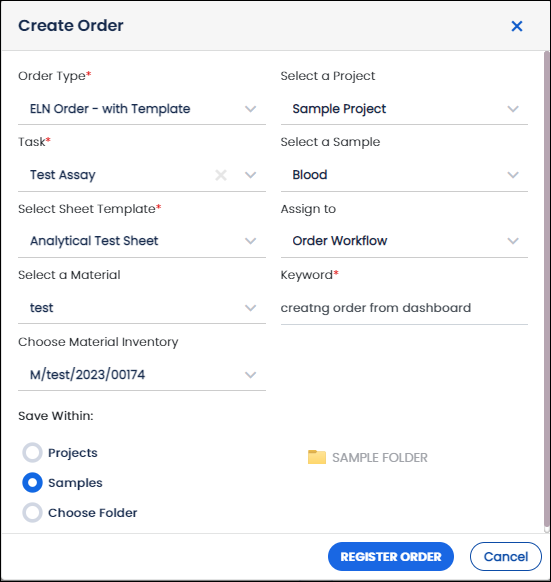 Create Order
Order Type*
Select a Project
ELN Order - with Template
Sample Project
Task*
Select a Sample
Test Assay
Blood
Select Sheet Template*
Assign to
Analytical Test Sheet
Order Workflow
Select a Material
Keyword*
test
creatng order from dashboard
Choose Material Inventory
M/test/2023/00174
Save Within:
Projects
SAMPLE FOLDER
Samples
Choose Folder
REGISTER ORDER
Cancel